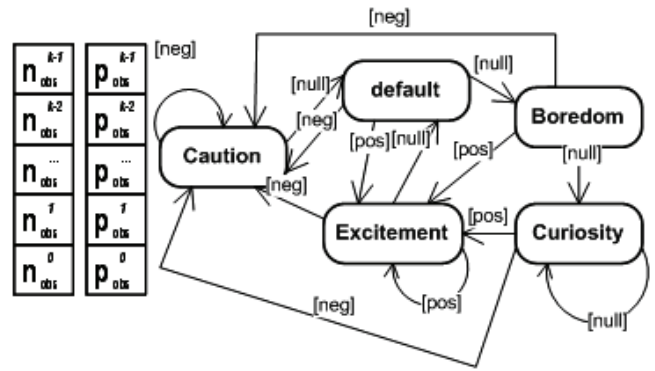 [neg]
[neg]
n obs k-1
p obs k-1
n obs k-2
p obs k-2
n obs ...
p obs ...
n obs 1
p obs 1
n obs 0
p obs 0
[null]
default
[null]
[neg]
Boredom
Caution
[pos]
[null]
[pos]
[null]
[neg]
Excitement
[pos]
Curiosity
[neg]
[pos]
[null]